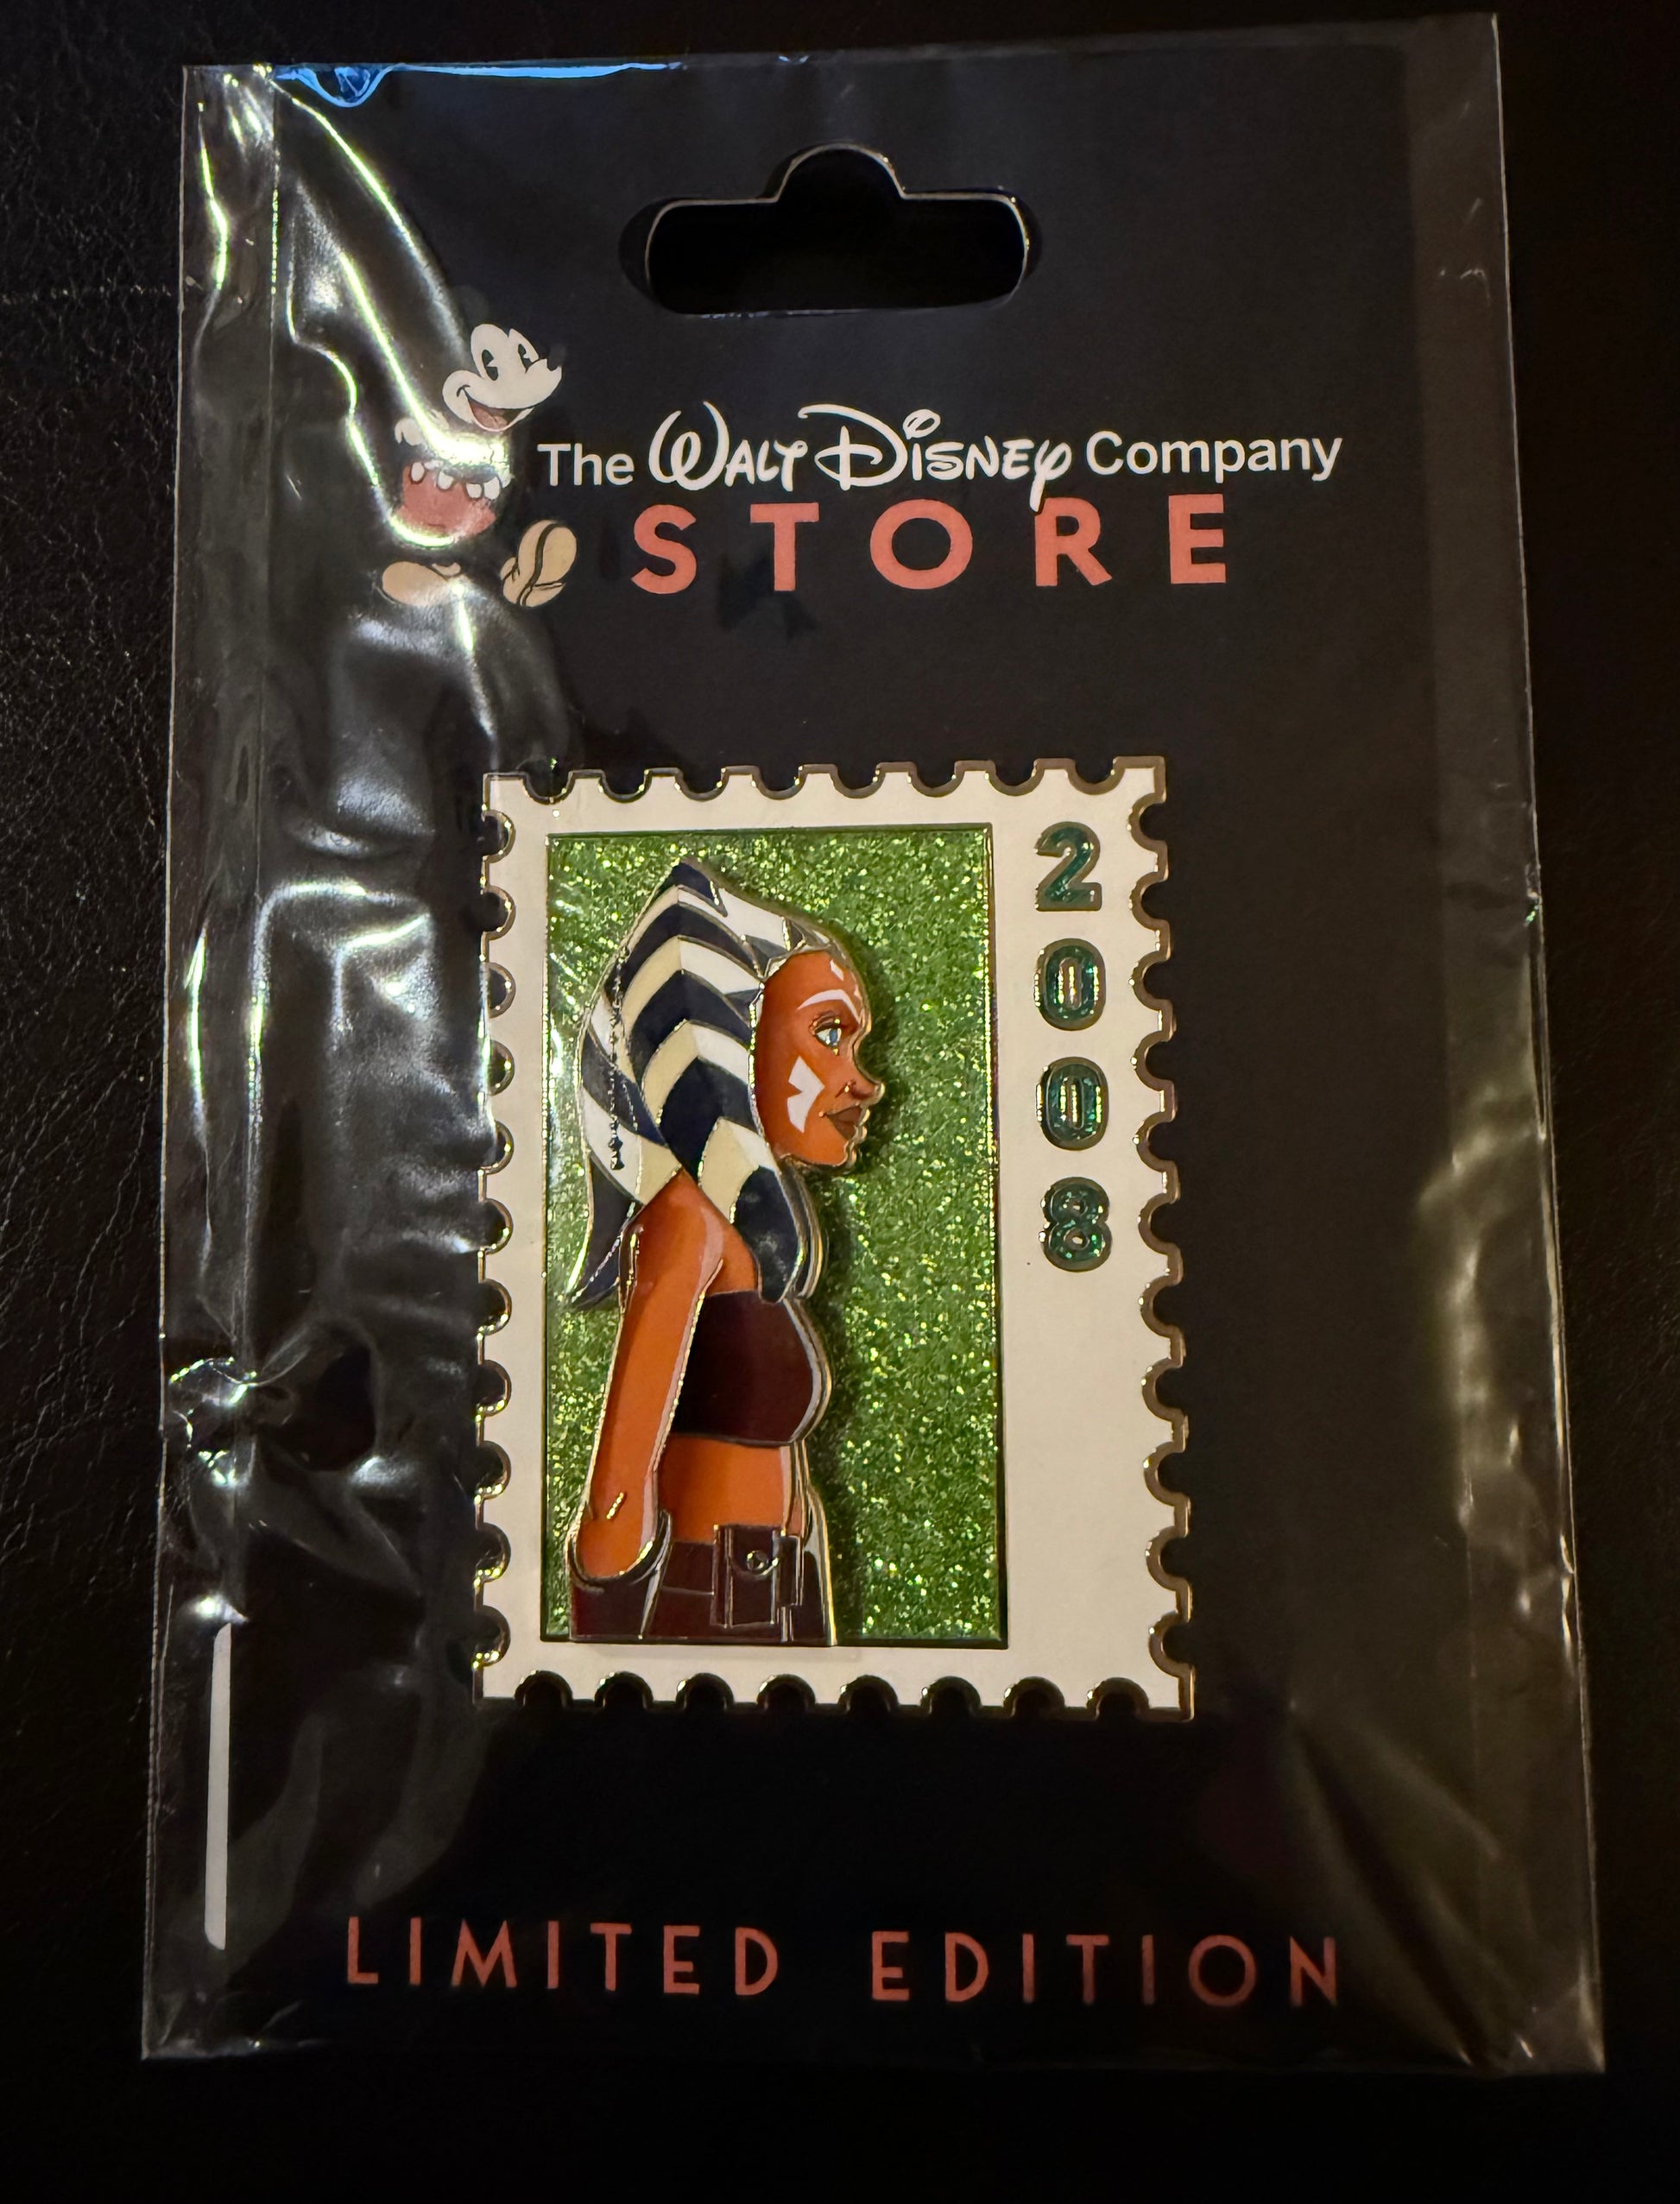 The WALT DISNEY Company
STORE
2008
LIMITED EDITION